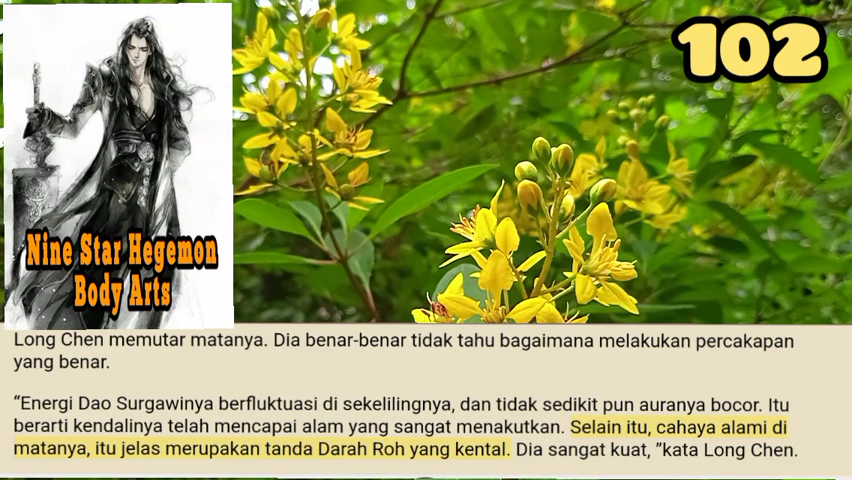 102
Nine Star Hegemon
Body Arts
Long Chen memutar matanya. Dia benar-benar tidak tahu bagaimana melakukan percakapan
yang benar.
“Energi Dao Surgawinya berfluktuasi di sekelilingnya, dan tidak sedikit pun auranya bocor. Itu
berarti kendalinya telah mencapai alam yang sangat menakutkan. Selain itu, cahaya alami di
matanya, itu jelas merupakan tanda Darah Roh yang kental. Dia sangat kuat, ”kata Long Chen.